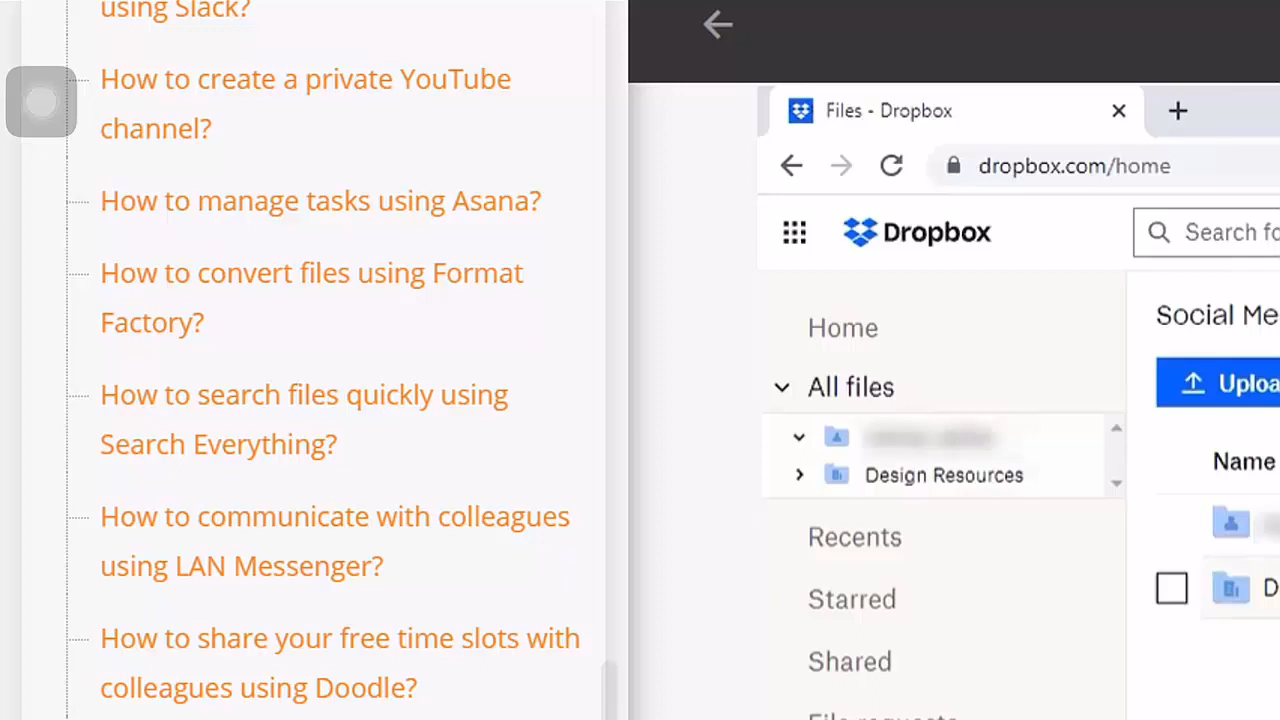 using Slack?
How to create a private YouTube
channel?
How to manage tasks using Asana?
How to convert files using Format
Factory?
How to search files quickly using
Search Everything?
How to communicate with colleagues
using LAN Messenger?
How to share your free time slots with
colleagues using Doodle?
Files - Dropbox
dropbox.com/home
Dropbox
Search fo
Home
All files
Design Resources
Recents
Starred
Shared
File requests
Social Me
Uploa
Name
D